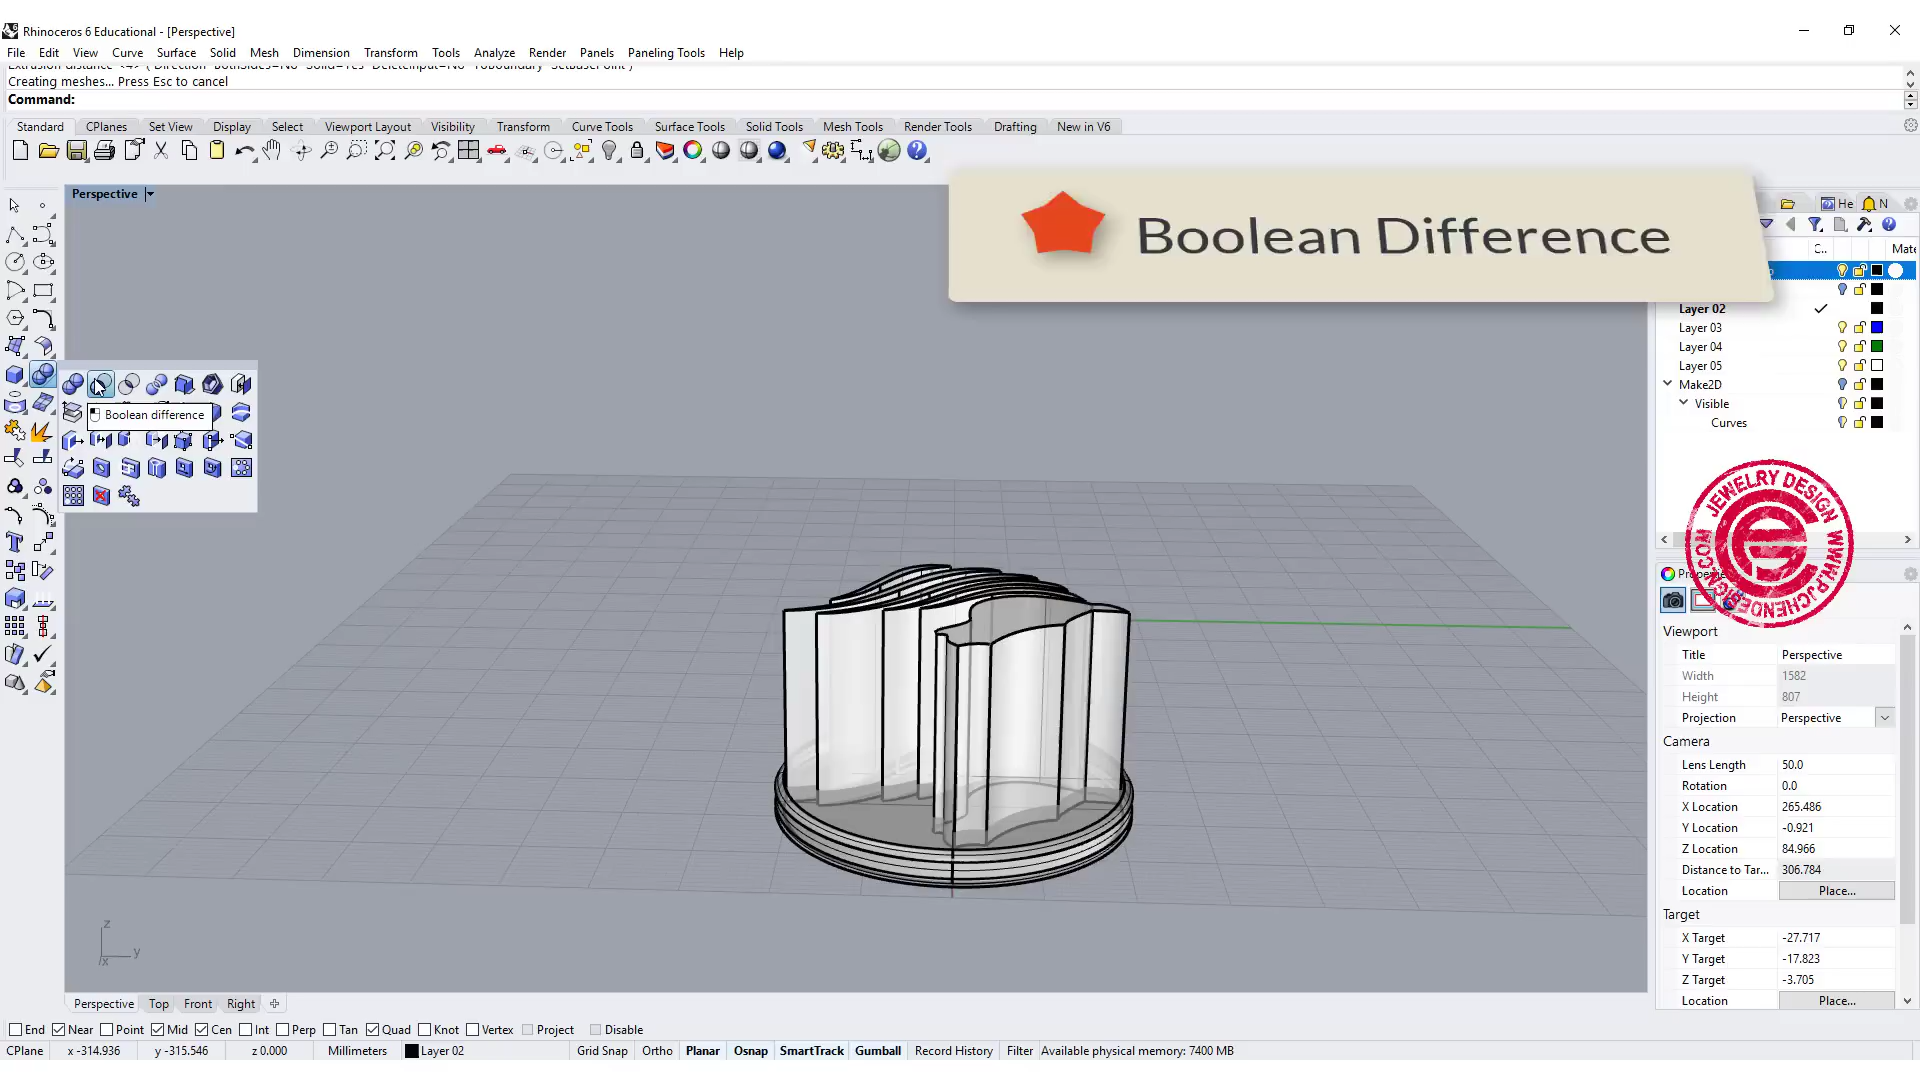 Rhinoceros 6 Educational - [Perspective]
File Edit View Curve Surface Solid Mesh Dimension Transform Tools Analyze Render Panels Paneling Tools Help
Creating meshes... Press Esc to cancel
Command:
Standard CPlanes Set View Display Select Viewport Layout Visibility Transform Curve Tools Surface Tools Solid Tools Mesh Tools Render Tools Drafting New in V6
Perspective
Boolean Difference
He N
C.. Mate
Layer 02
Layer 03
Layer 04
Layer 05
Make2D
Visible
Curves
Boolean difference
JEWELRY DESIGN WWW.PJCHENDESIGN.COM
Viewport
Title Perspective
Width 1582
Height 807
Projection Perspective
Camera
Lens Length 50.0
Rotation 0.0
X Location 265.486
Y Location -0.921
Z Location 84.966
Distance to Tar... 306.784
Location Place...
Target
X Target -27.717
Y Target -17.823
Z Target -3.705
Location Place...
z
y
x
Perspective Top Front Right
End Near Point Mid Cen Int Perp Tan Quad Knot Vertex Project Disable
CPlane x -314.936 y -315.546 z 0.000 Millimeters Layer 02 Grid Snap Ortho Planar Osnap SmartTrack Gumball Record History Filter Available physical memory: 7400 MB